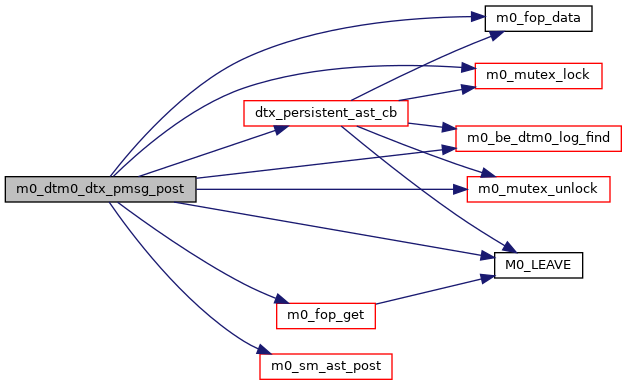 m0_fop_data
m0_mutex_lock
dtx_persistent_ast_cb
m0_be_dtm0_log_find
m0_dtm0_dtx_pmsg_post
m0_mutex_unlock
M0_LEAVE
m0_fop_get
m0_sm_ast_post